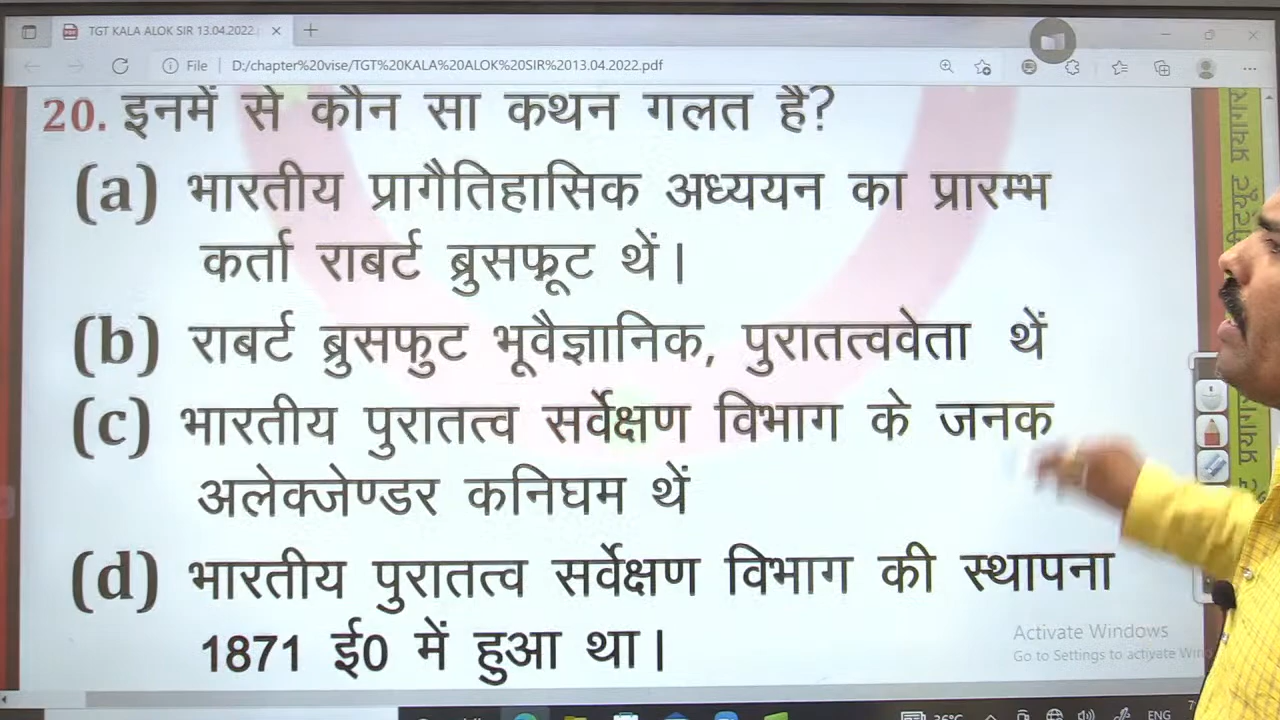 TGT KALA ALOK SIR 13.04.2022
File
D:/chapter%20vise/TGT%20KALA%20ALOK%20SIR%2013.04.2022.pdf
20. इनमें से कौन सा कथन गलत है?
(a) भारतीय प्रागैतिहासिक अध्ययन का प्रारम्भ
कर्ता राबर्ट ब्रुसफ्रूट थें।
(b) राबर्ट ब्रुसफुट भूवैज्ञानिक, पुरातत्ववेता थें
(c) भारतीय पुरातत्व सर्वेक्षण विभाग के जनक
अलेक्जेण्डर कनिघम थें
(d) भारतीय पुरातत्व सर्वेक्षण विभाग की स्थापना
1871 ई0 में हुआ था।
Activate Windows
Go to Settings to activate
36°C
ENG